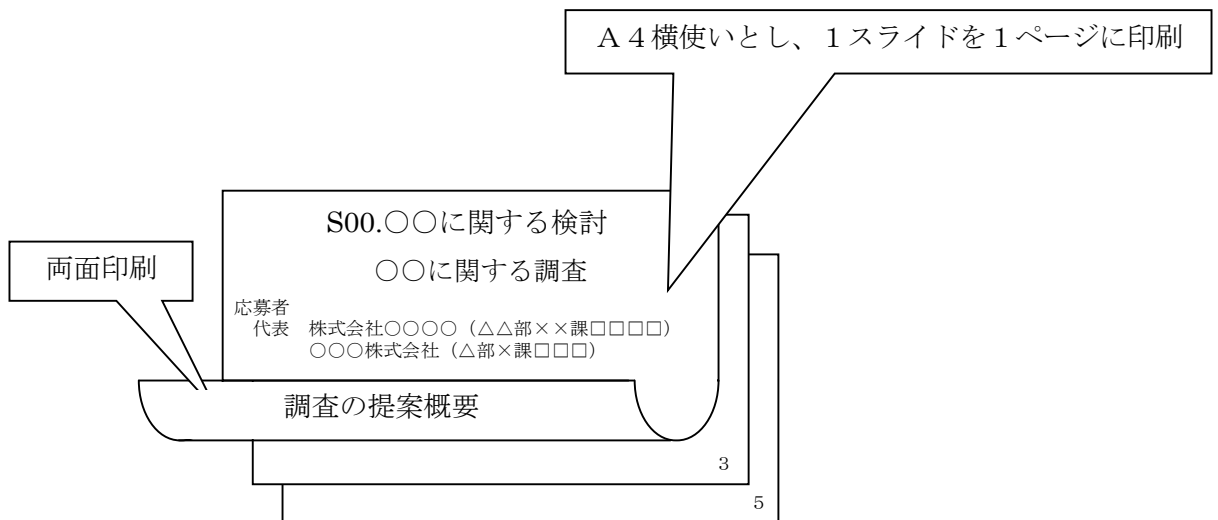 A4横使いとし、1スライドを1ページに印刷
S00.○○に関する検討
○○に関する調査
両面印刷
応募者
代表 株式会社○○○○（△△部××課□□□□）
○○○株式会社（△部×課□□□）
調査の提案概要
3
5